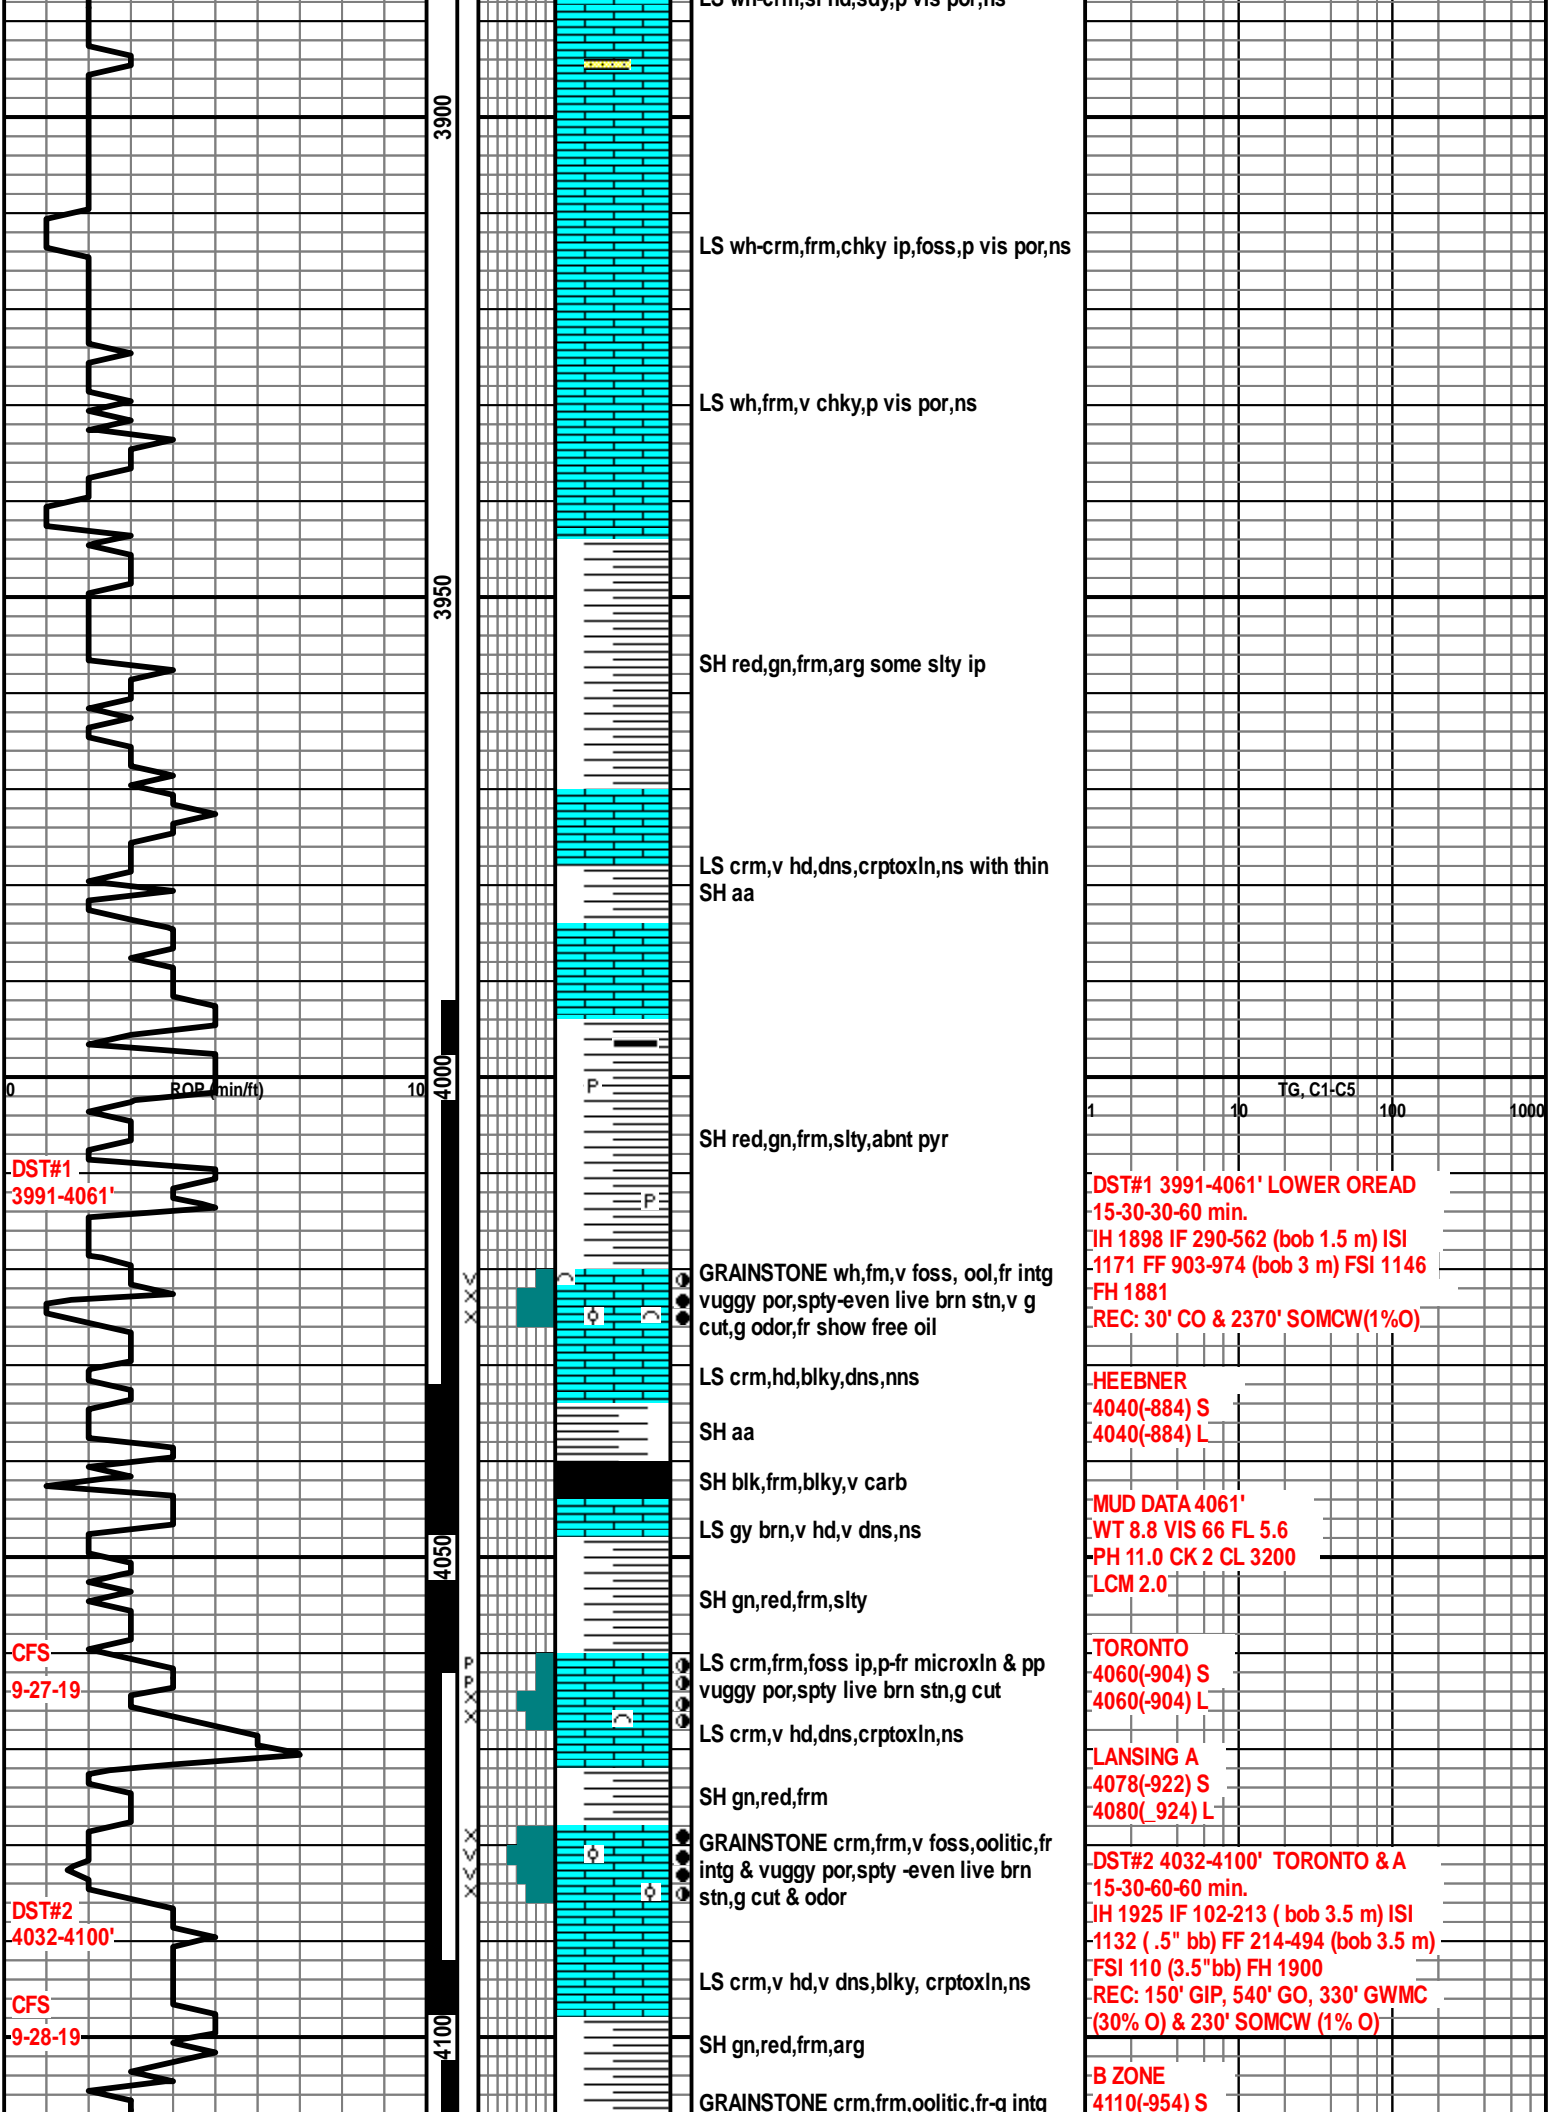 LS wh-crm,sl hd,sdy,p vis por,ns
3900
LS wh-crm,frm,chky ip,foss,p vis por,ns
LS wh,frm,v chky,p vis por,ns
3950
SH red,gn,frm,arg some slty ip
LS crm,v hd,dns,crptoxln,ns with thin
SH aa
0 ROP (min/ft) 10
4000
P
TG, C1-C5
1 10 100 1000
SH red,gn,frm,slty,abnt pyr
P
DST#1
3991-4061'
DST#1 3991-4061' LOWER OREAD
15-30-30-60 min.
IH 1898 IF 290-562 (bob 1.5 m) ISI
1171 FF 903-974 (bob 3 m) FSI 1146
FH 1881
REC: 30' CO & 2370' SOMCW(1%O)
V
X
X
GRAINSTONE wh,fm,v foss, ool,fr intg
vuggy por,spty-even live brn stn,v g
cut,g odor,fr show free oil
LS crm,hd,blky,dns,nns
HEEBNER
4040(-884) S
4040(-884) L
SH aa
SH blk,frm,blky,v carb
LS gy brn,v hd,v dns,ns
MUD DATA 4061'
WT 8.8 VIS 66 FL 5.6
PH 11.0 CK 2 CL 3200
LCM 2.0
4050
SH gn,red,frm,slty
CFS
9-27-19
P
P
X
X
LS crm,frm,foss ip,p-fr microxln & pp
vuggy por,spty live brn stn,g cut
LS crm,v hd,dns,crptoxln,ns
TORONTO
4060(-904) S
4060(-904) L
LANSING A
4078(-922) S
4080(_924) L
SH gn,red,frm
X
V
V
X
GRAINSTONE crm,frm,v foss,oolitic,fr
intg & vuggy por,spty -even live brn
stn,g cut & odor
DST#2
4032-4100'
DST#2 4032-4100' TORONTO & A
15-30-60-60 min.
IH 1925 IF 102-213 ( bob 3.5 m) ISI
1132 ( .5" bb) FF 214-494 (bob 3.5 m)
FSI 110 (3.5"bb) FH 1900
REC: 150' GIP, 540' GO, 330' GWMC
(30% O) & 230' SOMCW (1% O)
LS crm,v hd,v dns,blky, crptoxln,ns
CFS
9-28-19
4100
SH gn,red,frm,arg
B ZONE
4110(-954) S
GRAINSTONE crm,frm,oolitic,fr-g intg